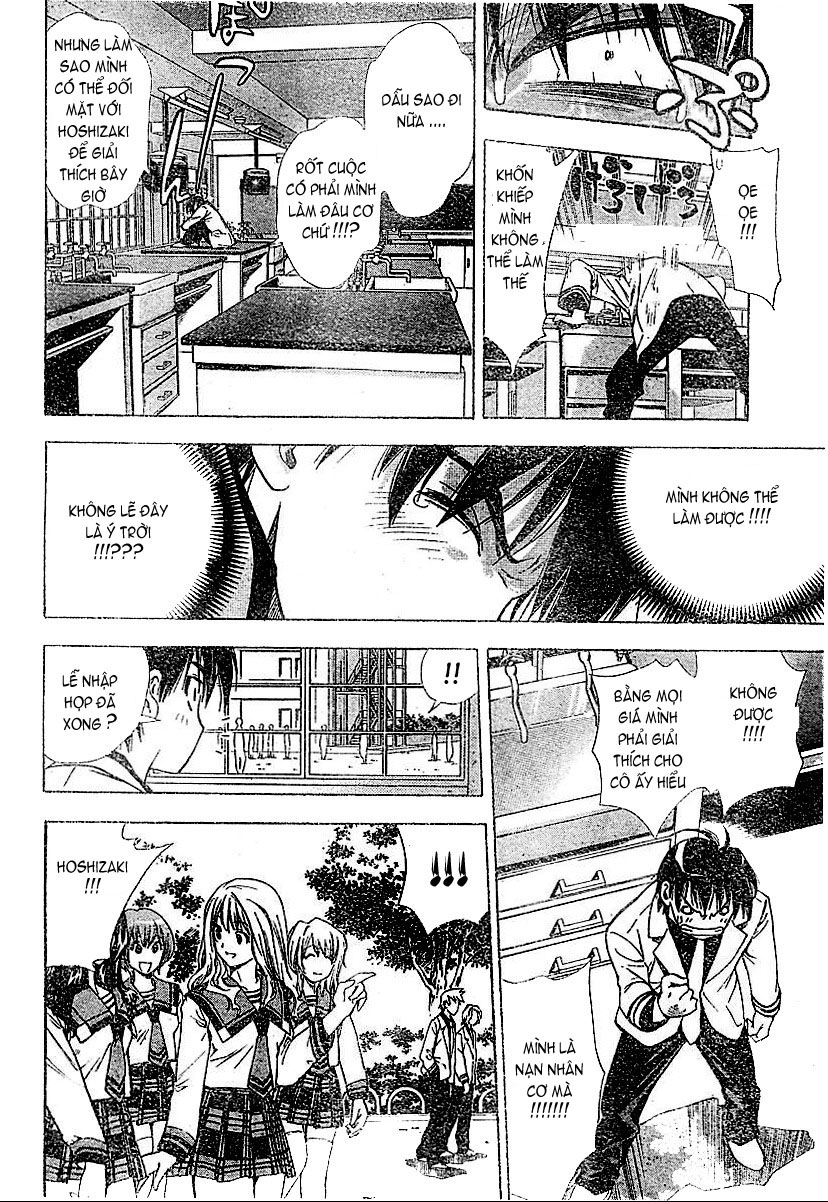 ỌE
ỌE
!!!
KHỐN
KHIẾP
MÌNH
KHÔNG
THỂ LÀM
THẾ
DẪU SAO ĐI
NỮA ....
RỐT CUỘC
CÓ PHẢI MÌNH
LÀM ĐÂU CƠ
CHỨ !!!?
NHƯNG LÀM
SAO MÌNH
CÓ THỂ ĐỐI
MẶT VỚI
HOSHIZAKI
ĐỂ GIẢI
THÍCH BÂY
GIỜ
MÌNH KHÔNG THỂ
LÀM ĐƯỢC !!!!
KHÔNG LẼ ĐÂY
LÀ Ý TRỜI
!!!???
KHÔNG
ĐƯỢC
!!!!
BẰNG MỌI
GIÁ MÌNH
PHẢI GIẢI
THÍCH CHO
CÔ ẤY HIỂU
MÌNH LÀ
NẠN NHÂN
CƠ MÀ
!!!!!!!
!!
LỄ NHẬP
HỌP ĐÃ
XONG ?
!!!
HOSHIZAKI
!!!